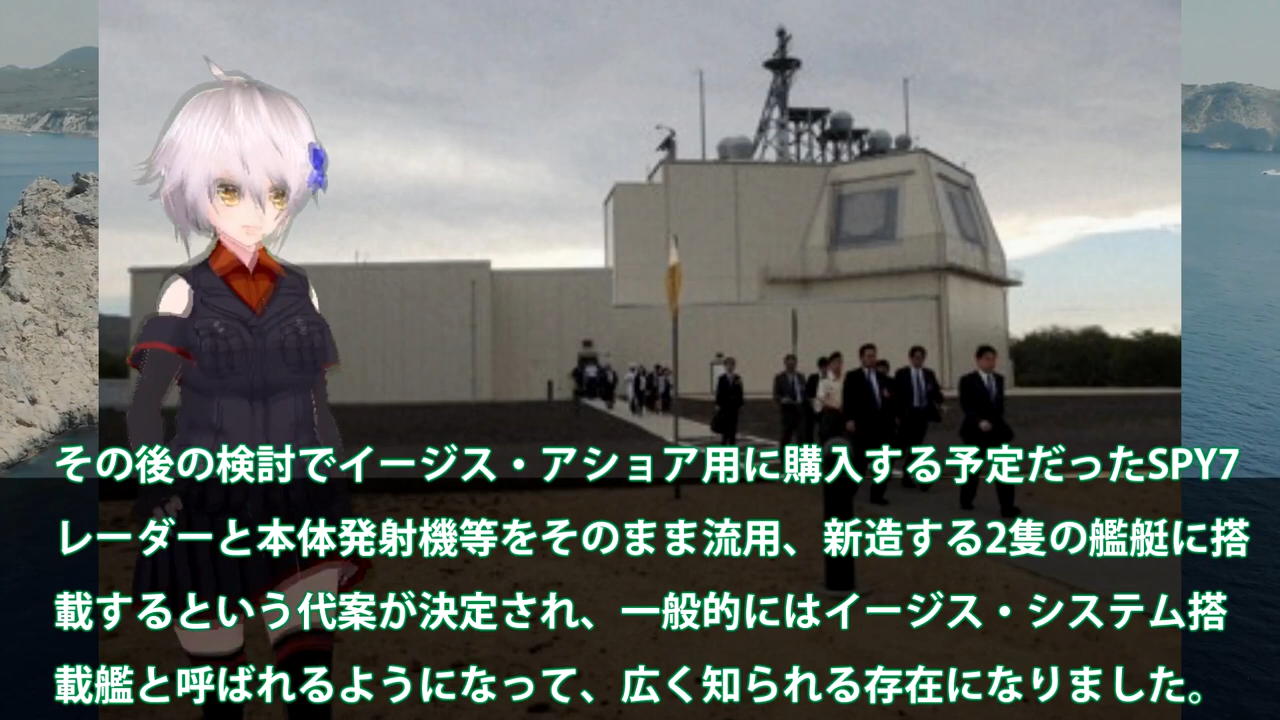 その後の検討でイージス・アショア用に購入する予定だったSPY7
レーダーと本体発射機等をそのまま流用、新造する2隻の艦艇に搭
載するという代案が決定され、一般的にはイージス・システム搭
載艦と呼ばれるようになって、広く知られる存在になりました。